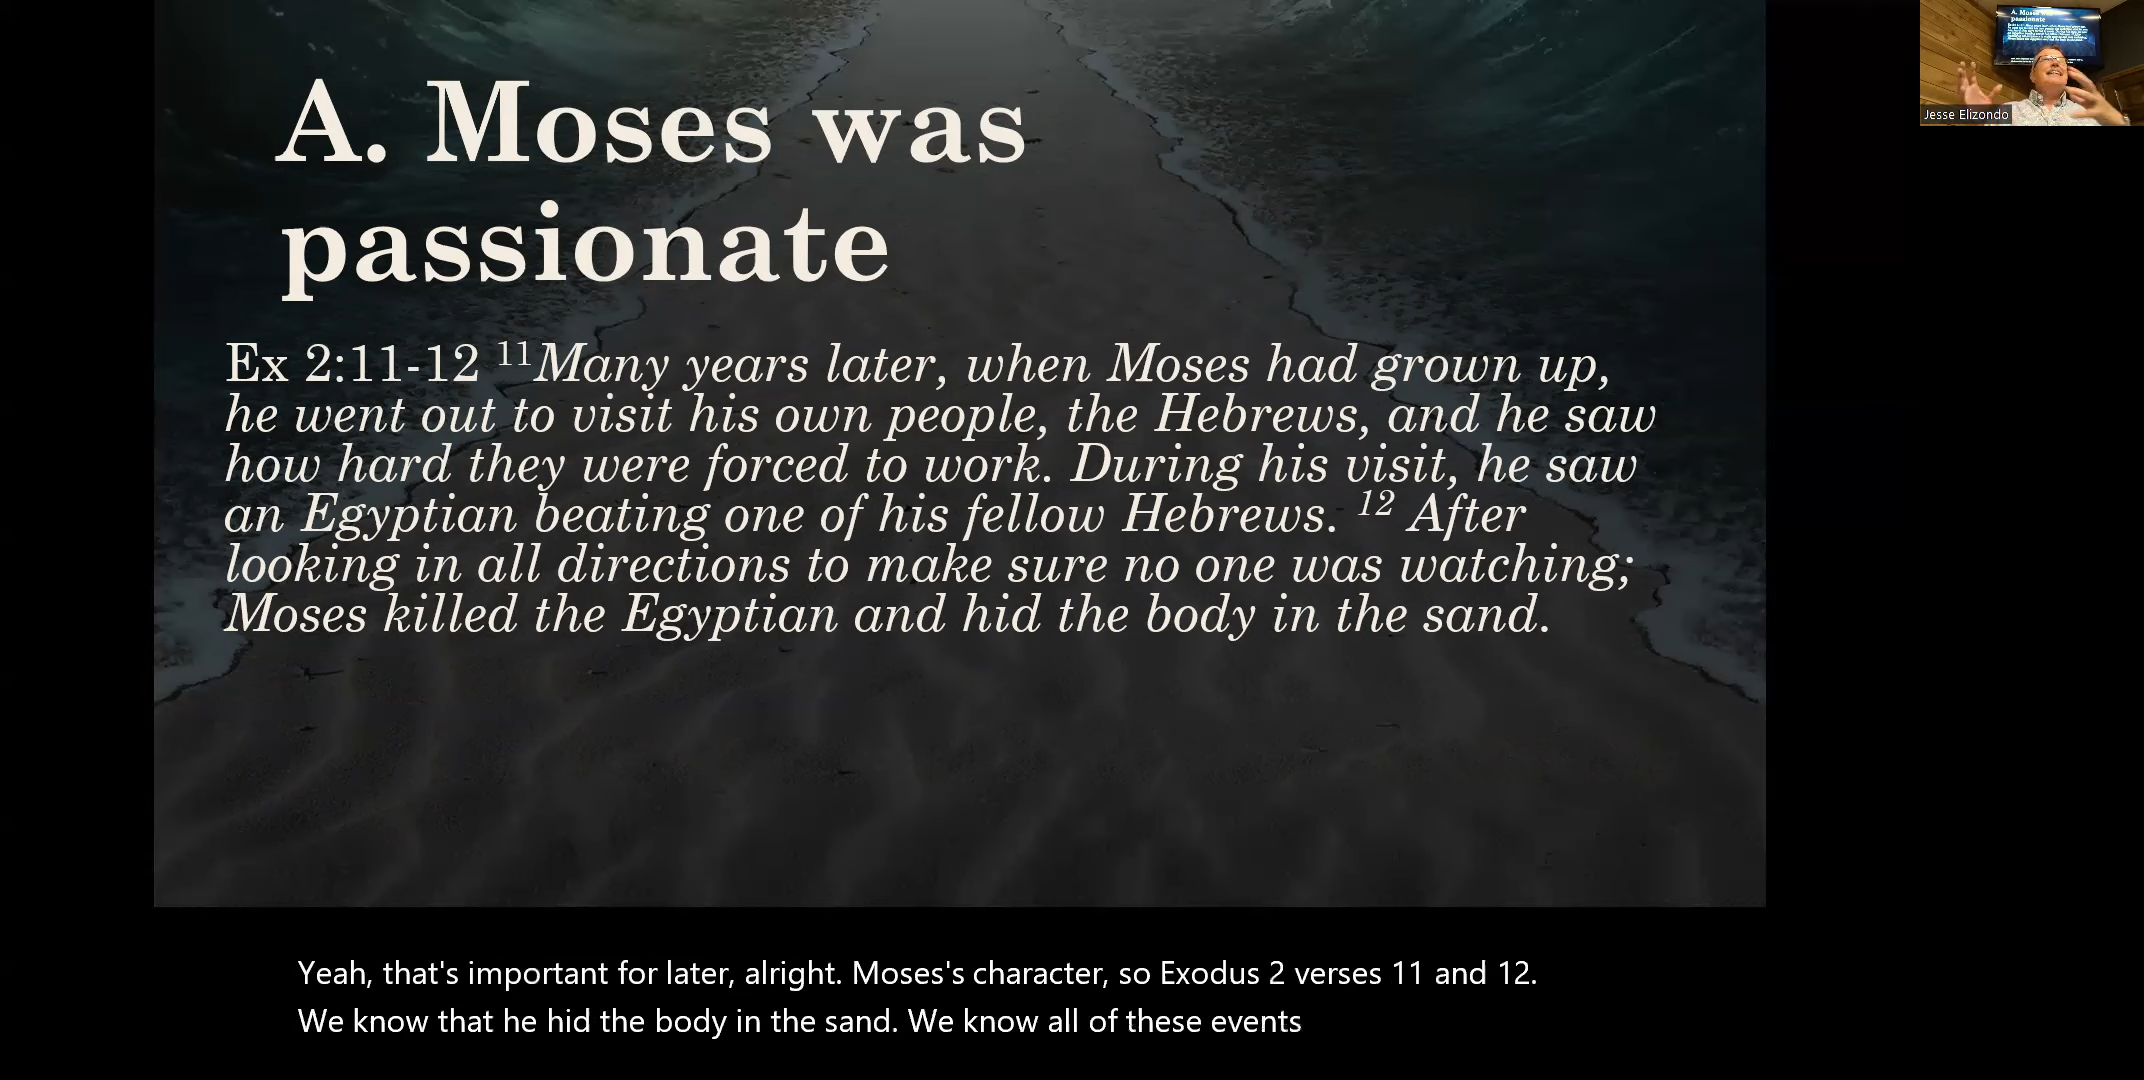 A. Moses was
passionate
Ex 2:11-12 ¹¹Many years later, when Moses had grown up,
he went out to visit his own people, the Hebrews, and he saw
how hard they were forced to work. During his visit, he saw
an Egyptian beating one of his fellow Hebrews. ¹² After
looking in all directions to make sure no one was watching;
Moses killed the Egyptian and hid the body in the sand.
A. Moses was
passionate
Jesse Elizondo
Yeah, that's important for later, alright. Moses's character, so Exodus 2 verses 11 and 12.
We know that he hid the body in the sand. We know all of these events